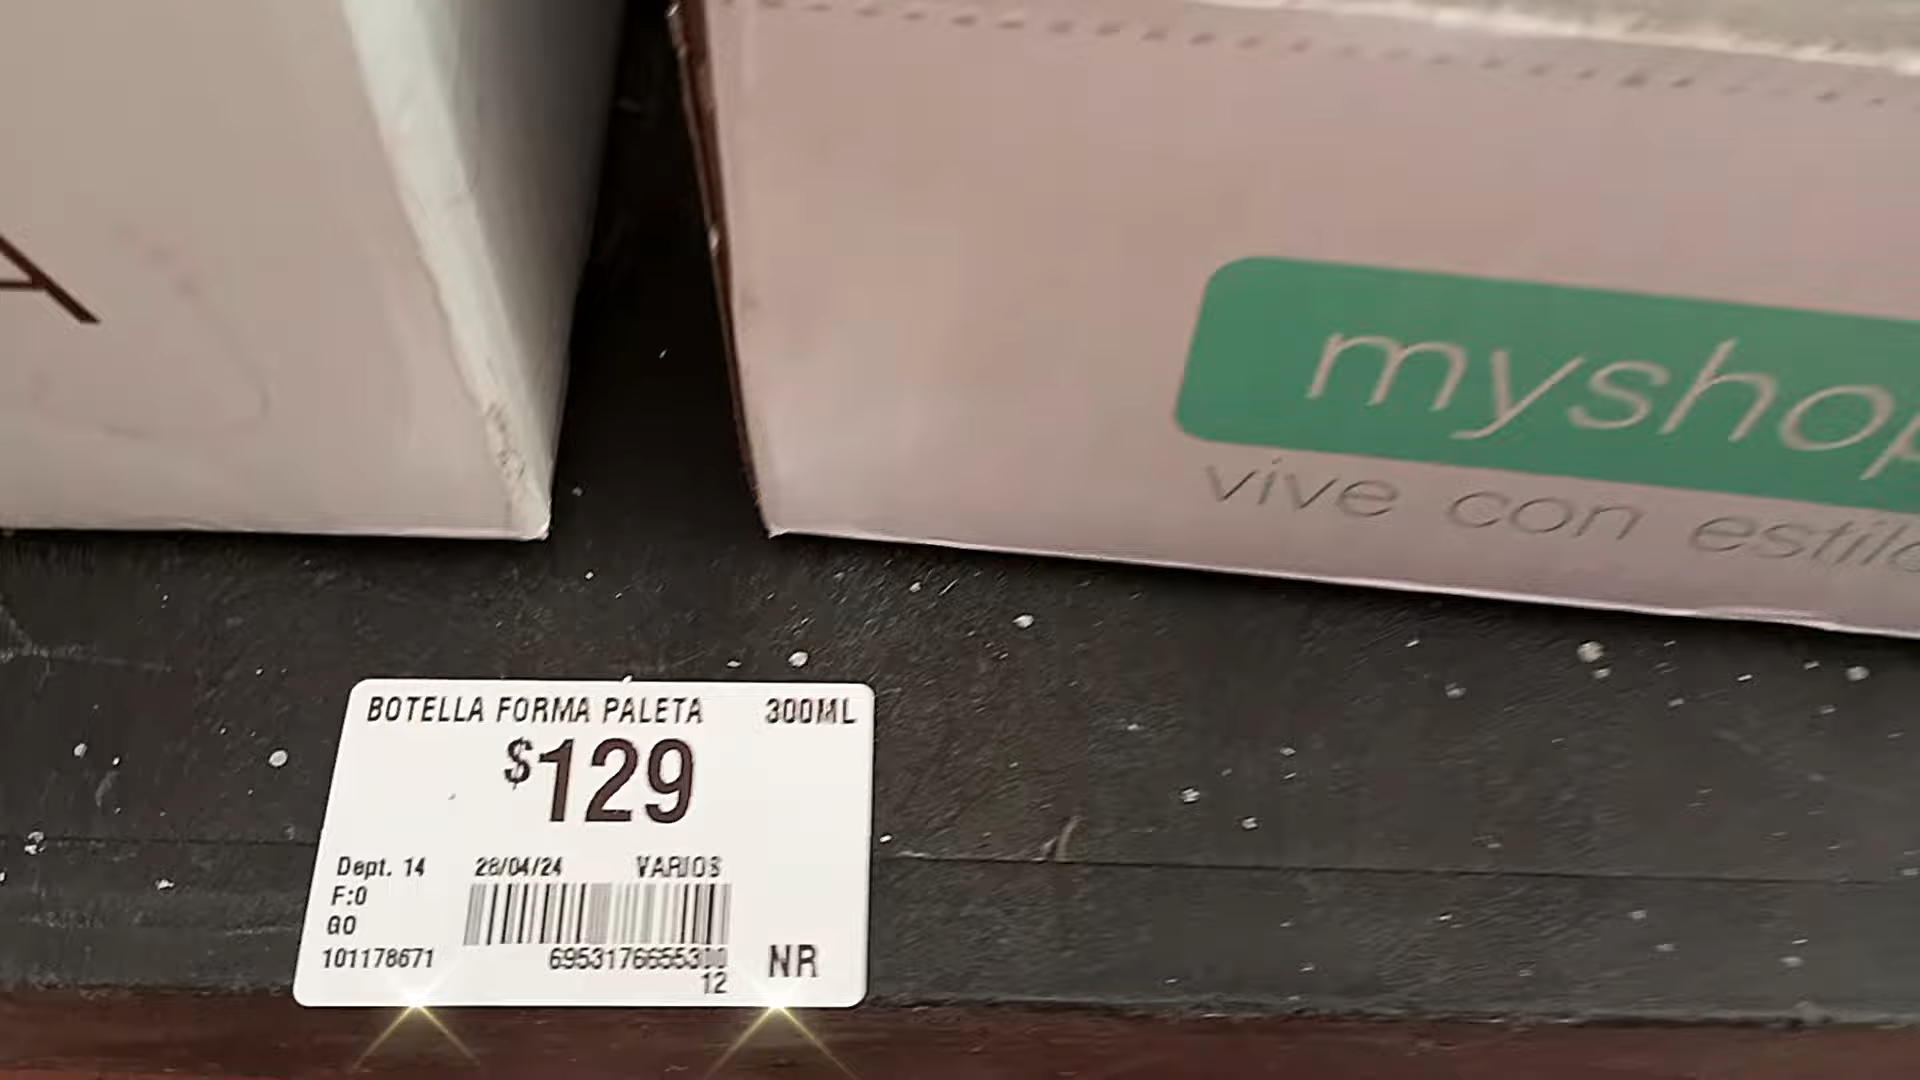 A
myshop
vive con estilo
BOTELLA FORMA PALETA 300ML
$129
Dept. 14 28/04/24 VARIOS
F:0
GO
101178671
NR
12